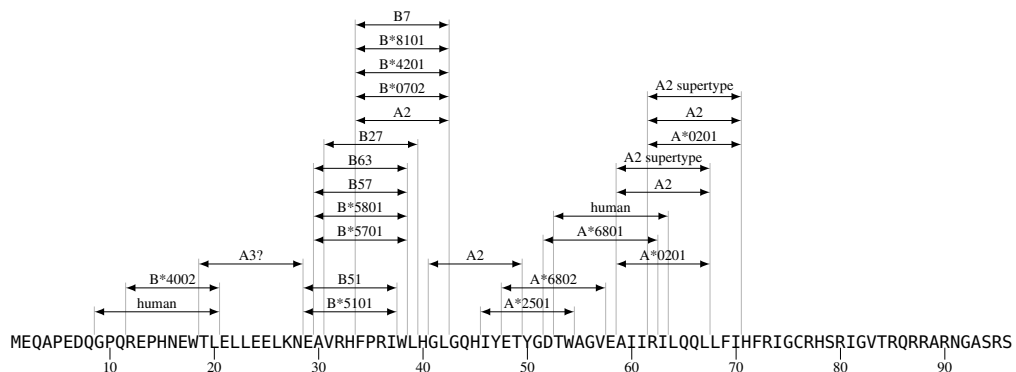 B7
B*8101
B*4201
B*0702 A2 supertype
A2 A2
B27 A*0201
B63 A2 supertype
B57 A2
B*5801 human
B*5701 A*6801
A3? A2 A*0201
B*4002 B51 A*6802
human B*5101 A*2501
MEQAPEDQGPQREPHNEWTLELLEELKNEAVRHFPRIWLHGLGQHIYETYGDTWAGVEAIIRILQQLLFIHFRIGCRHSRIGVTRQRRARNGASRS
10 20 30 40 50 60 70 80 90